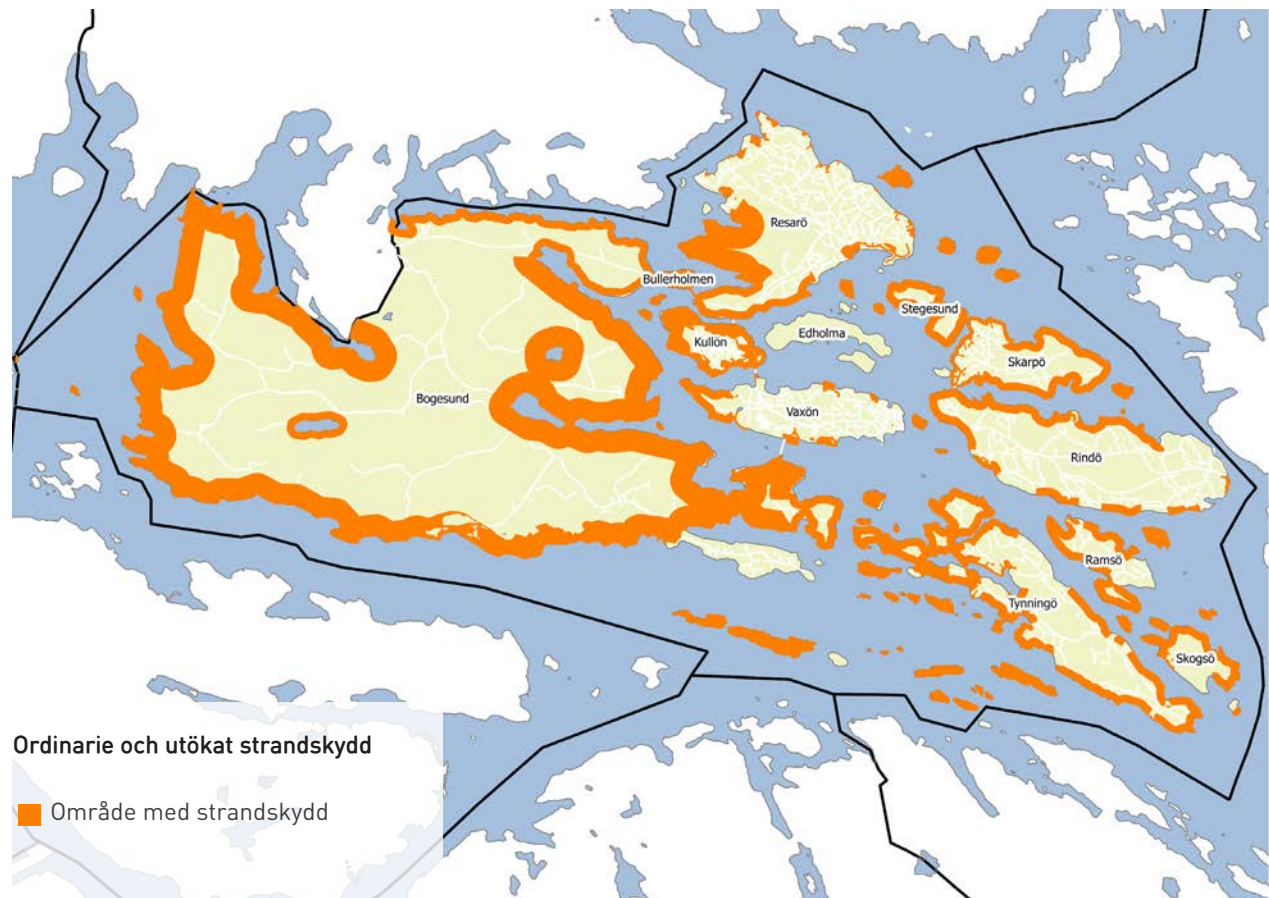 Resarö
Bullerholmen
Stegesund
Edholma
Kullön
Skarpö
Bogesund
Vaxön
Rindö
Ramsö
Tynningö
Skogsö
Ordinarie och utökat strandskydd
Område med strandskydd